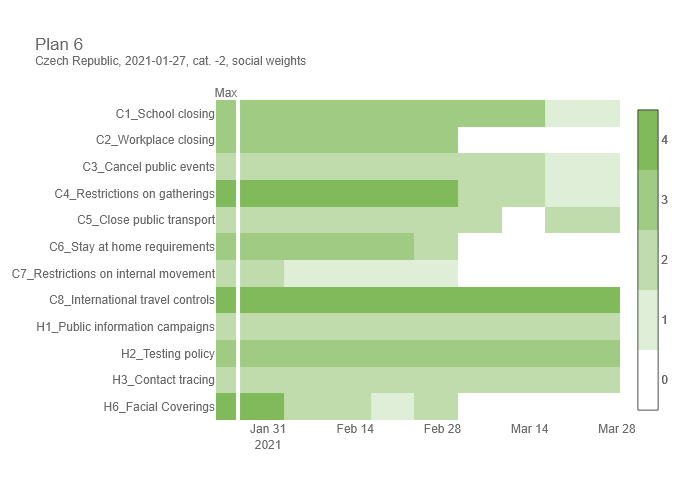 Plan 6
Czech Republic, 2021-01-27, cat. -2, social weights
Max
C1_School closing
C2_Workplace closing
C3_Cancel public events
C4_Restrictions on gatherings
C5_Close public transport
C6_Stay at home requirements
C7_Restrictions on internal movement
C8_International travel controls
H1_Public information campaigns
H2_Testing policy
H3_Contact tracing
H6_Facial Coverings
Jan 31 Feb 14 Feb 28 Mar 14 Mar 28
2021
4
3
2
1
0